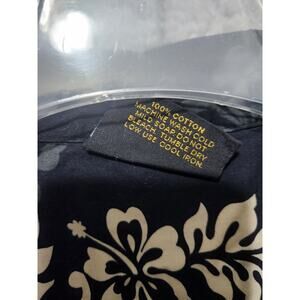 100% COTTON
MACHINE WASH COLD
MILD SOAP. DO NOT
BLEACH. TUMBLE DRY
LOW USE COOL IRON.